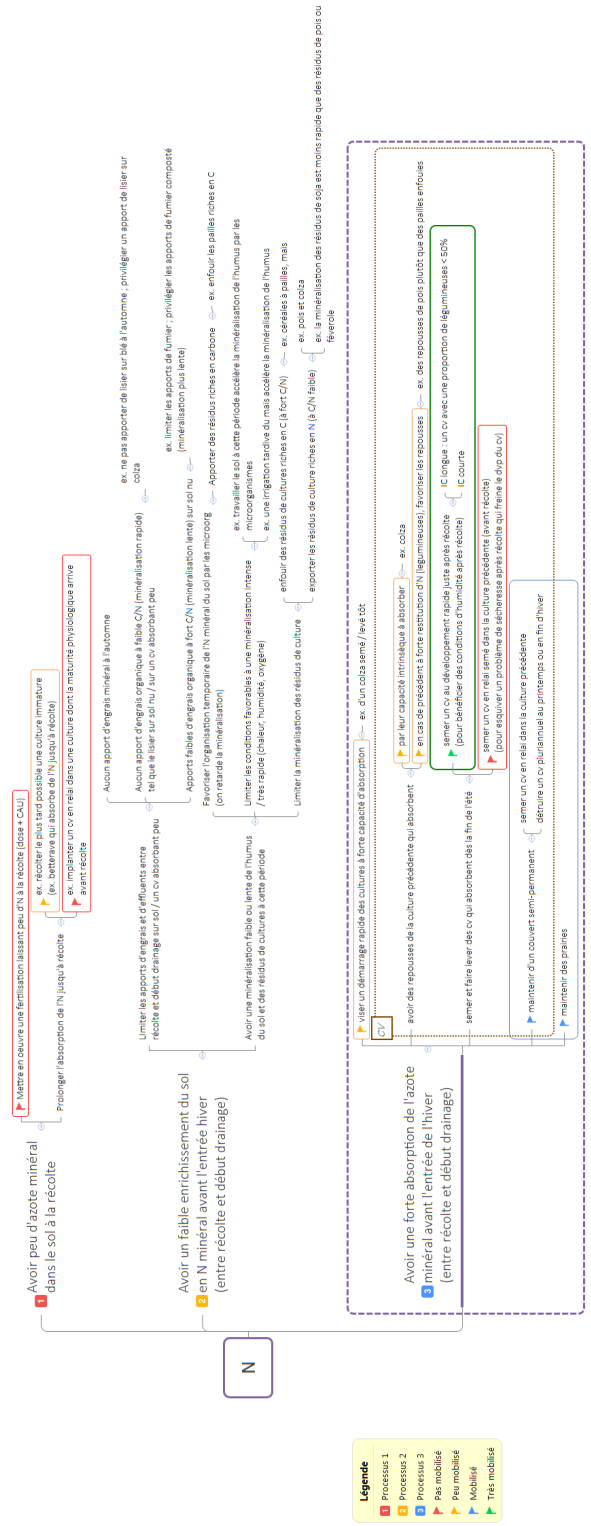 N
1
Avoir peu d'azote minéral
dans le sol à la récolte
Mettre en oeuvre une fertilisation laissant peu d'N à la récolte (dose + CAU)
Prolonger l'absorption de l'N jusqu'à récolte
ex. récolter le plus tard possible une culture immature
(ex. betterave qui absorbe de l'N jusqu'à récolte)
ex. implanter un cv en relai dans une culture dont la maturité physiologique arrive
avant récolte
2
Avoir un faible enrichissement du sol
en N minéral avant l'entrée hiver
(entre récolte et début drainage)
Limiter les apports d'engrais et d'effluents entre
récolte et début drainage sur sol / un cv absorbant peu
Aucun apport d'engrais minéral à l'automne
Aucun apport d'engrais organique à faible C/N (minéralisation rapide)
tel que le lisier sur sol nu / sur un cv absorbant peu
ex. ne pas apporter de lisier sur blé à l'automne ; privilégier un apport de lisier sur
colza
Apports faibles d'engrais organique à fort C/N (minéralisation lente) sur sol nu
ex. limiter les apports de fumier ; privilégier les apports de fumier composté
(minéralisation plus lente)
Avoir une minéralisation faible ou lente de l'humus
du sol et des résidus de cultures à cette période
Favoriser l'organisation temporaire de l'N minéral du sol par les microorg
(on retarde la minéralisation)
Apporter des résidus riches en carbone
ex. enfouir les pailles riches en C
Limiter les conditions favorables à une minéralisation intense
/ très rapide (chaleur, humidité, oxygène)
ex. travailler le sol à cette période accélère la minéralisation de l'humus par les
microorganismes
ex. une irrigation tardive du mais accélère la minéralisation de l'humus
Limiter la minéralisation des résidus de culture
enfouir des résidus de cultures riches en C (à fort C/N)
ex. céréales à pailles, mais
exporter les résidus de culture riches en N (à C/N faible)
ex. pois et colza
ex. la minéralisation des résidus de soja est moins rapide que des résidus de pois ou
féverole
3
Avoir une forte absorption de l'azote
minéral avant l'entrée de l'hiver
(entre récolte et début drainage)
viser un démarrage rapide des cultures à forte capacité d'absorption
ex. d'un colza semé / levé tôt
CV
avoir des repousses de la culture précédente qui absorbent
par leur capacité intrinsèque à absorber
ex. colza
en cas de précédent à forte restitution d'N (legumineuses), favoriser les repousses
ex. des repousses de pois plutôt que des pailles enfouies
semer et faire lever des cv qui absorbent dès la fin de l'été
semer un cv au développement rapide juste après récolte
(pour bénéficier des conditions d'humidité après récolte)
IC longue : un cv avec une proportion de légumineuses < 50%
IC courte
semer un cv en relai semé dans la culture précédente (avant récolte)
(pour esquiver un problème de sécheresse après récolte qui freine le dvp du cv)
maintenir d'un couvert semi-permanent
semer un cv en relai dans la culture précédente
détruire un cv pluriannuel au printemps ou en fin d'hiver
maintenir des prairies
Légende
1 Processus 1
2 Processus 2
3 Processus 3
Pas mobilisé
Peu mobilisé
Mobilisé
Très mobilisé